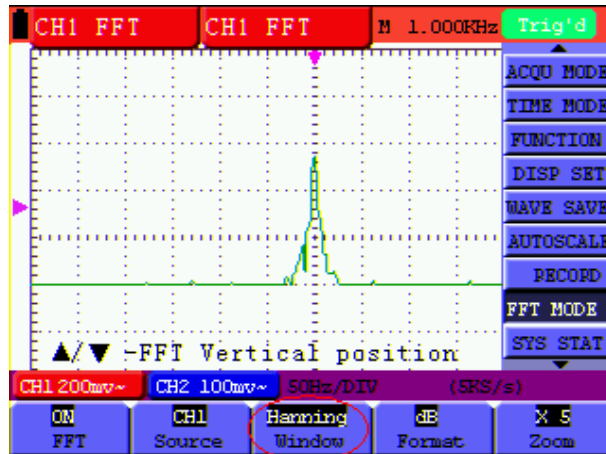 CH1 FFT CH1 FFT M 1.000KHz Trig'd
ACQU MODE
TIME MODE
FUNCTION
DISP SET
WAVE SAVE
AUTOSCALE
RECORD
FFT MODE
SYS STAT
▲/▼ -FFT Vertical position
CH1 200mv~ CH2 100mv~ 50Hz/DIV (5KS/s)
ON CH1 Hanning dB X 5
FFT Source Window Format Zoom